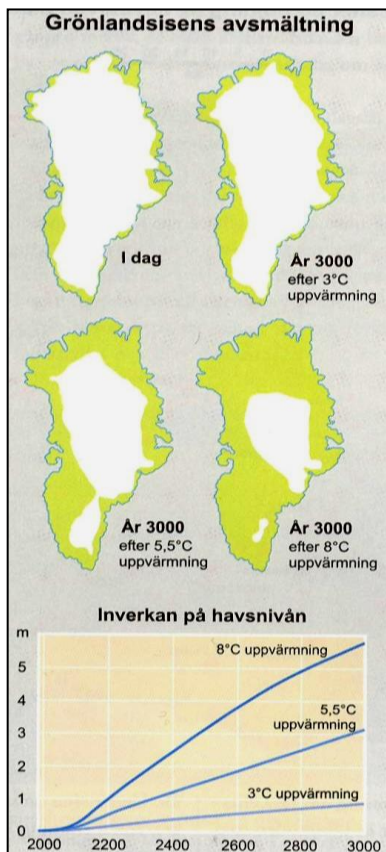 Grönlandsisens avsmältning
I dag
År 3000
efter 3°C
uppvärmning
År 3000
efter 5,5°C
uppvärmning
År 3000
efter 8°C
uppvärmning
Inverkan på havsnivån
m
5
4
3
2
1
0
8°C uppvärmning
5,5°C
uppvärmning
3°C uppvärmning
2000 2200 2400 2600 2800 3000